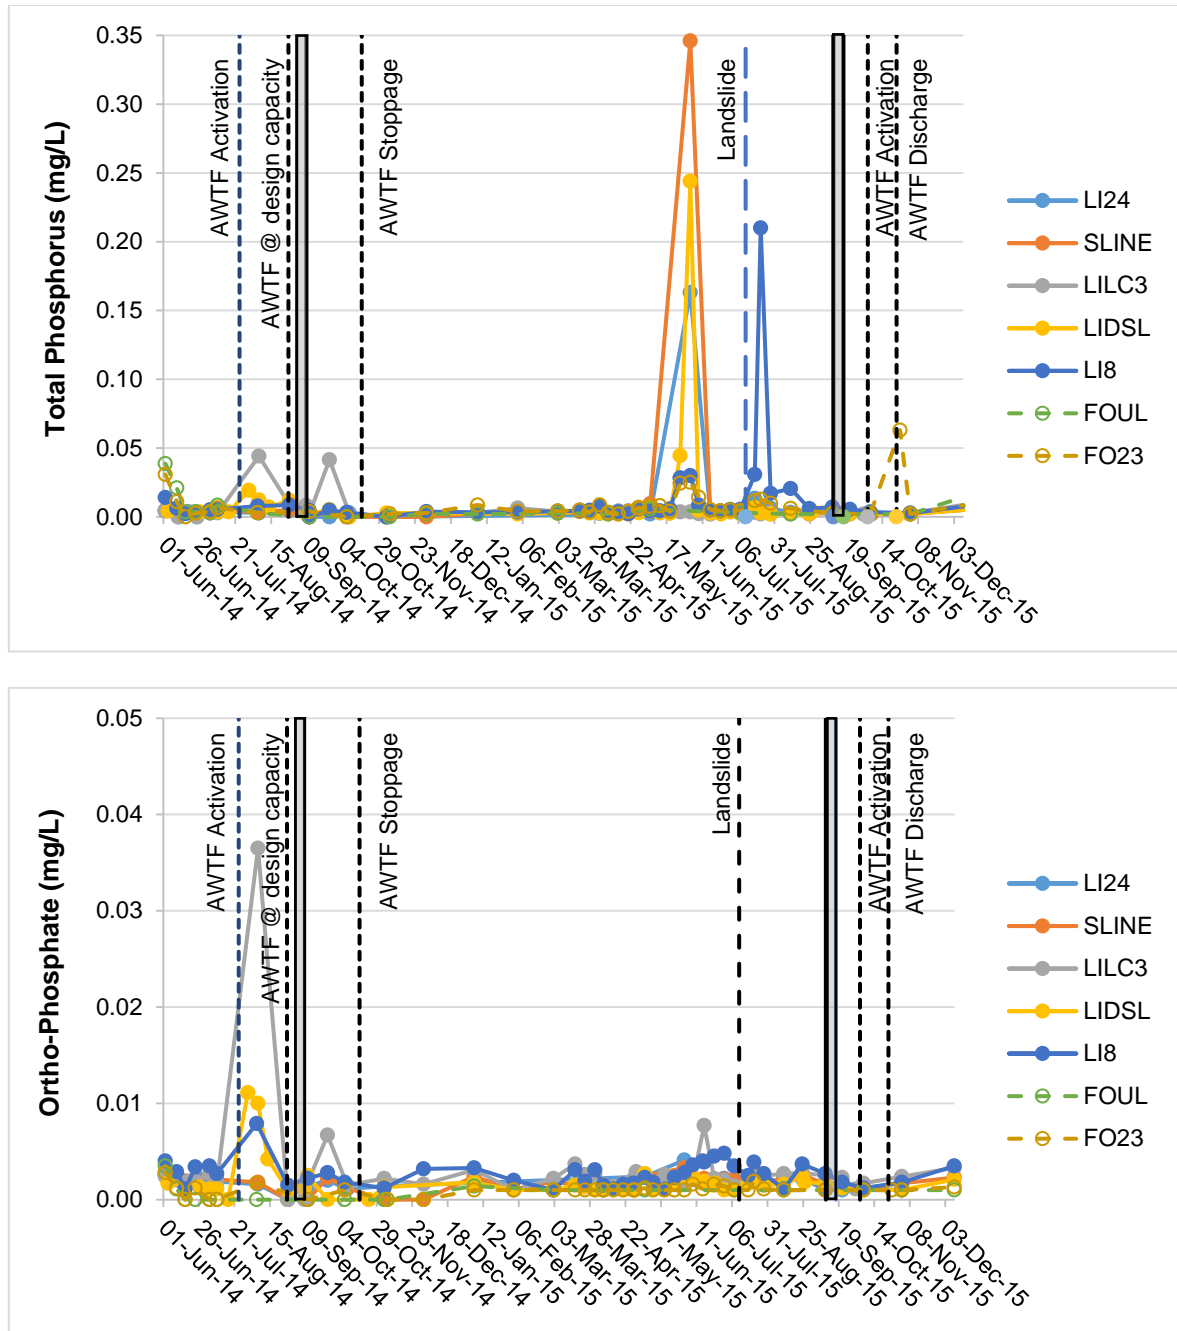 Total Phosphorus (mg/L)
0.35
0.30
0.25
0.20
0.15
0.10
0.05
0.00
AWTF Activation
AWTF @ design capacity
AWTF Stoppage
Landslide
AWTF Activation
AWTF Discharge
01-Jun-14
26-Jun-14
21-Jul-14
15-Aug-14
09-Sep-14
04-Oct-14
29-Oct-14
23-Nov-14
18-Dec-14
12-Jan-15
06-Feb-15
03-Mar-15
28-Mar-15
22-Apr-15
17-May-15
11-Jun-15
06-Jul-15
31-Jul-15
25-Aug-15
19-Sep-15
14-Oct-15
08-Nov-15
03-Dec-15
LI24
SLINE
LILC3
LIDSL
LI8
FOUL
FO23
Ortho-Phosphate (mg/L)
0.05
0.04
0.03
0.02
0.01
0.00
AWTF Activation
AWTF @ design capacity
AWTF Stoppage
Landslide
AWTF Activation
AWTF Discharge
01-Jun-14
26-Jun-14
21-Jul-14
15-Aug-14
09-Sep-14
04-Oct-14
29-Oct-14
23-Nov-14
18-Dec-14
12-Jan-15
06-Feb-15
03-Mar-15
28-Mar-15
22-Apr-15
17-May-15
11-Jun-15
06-Jul-15
31-Jul-15
25-Aug-15
19-Sep-15
14-Oct-15
08-Nov-15
03-Dec-15
LI24
SLINE
LILC3
LIDSL
LI8
FOUL
FO23